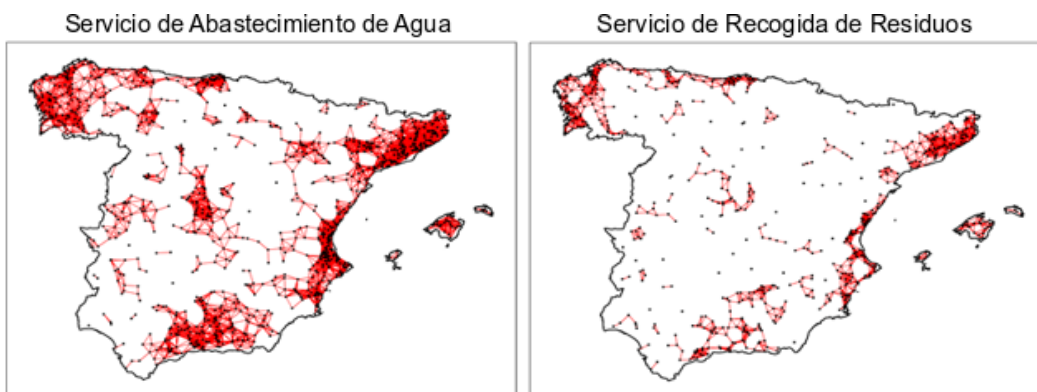 Servicio de Abastecimiento de Agua
Servicio de Recogida de Residuos